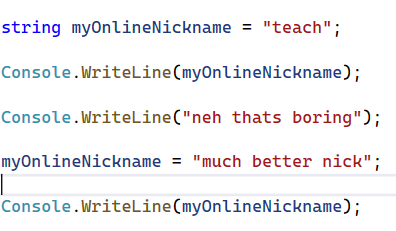 string myOnlineNickname = "teach";
Console.WriteLine(myOnlineNickname);
Console.WriteLine("neh thats boring");
myOnlineNickname = "much better nick";
Console.WriteLine(myOnlineNickname);